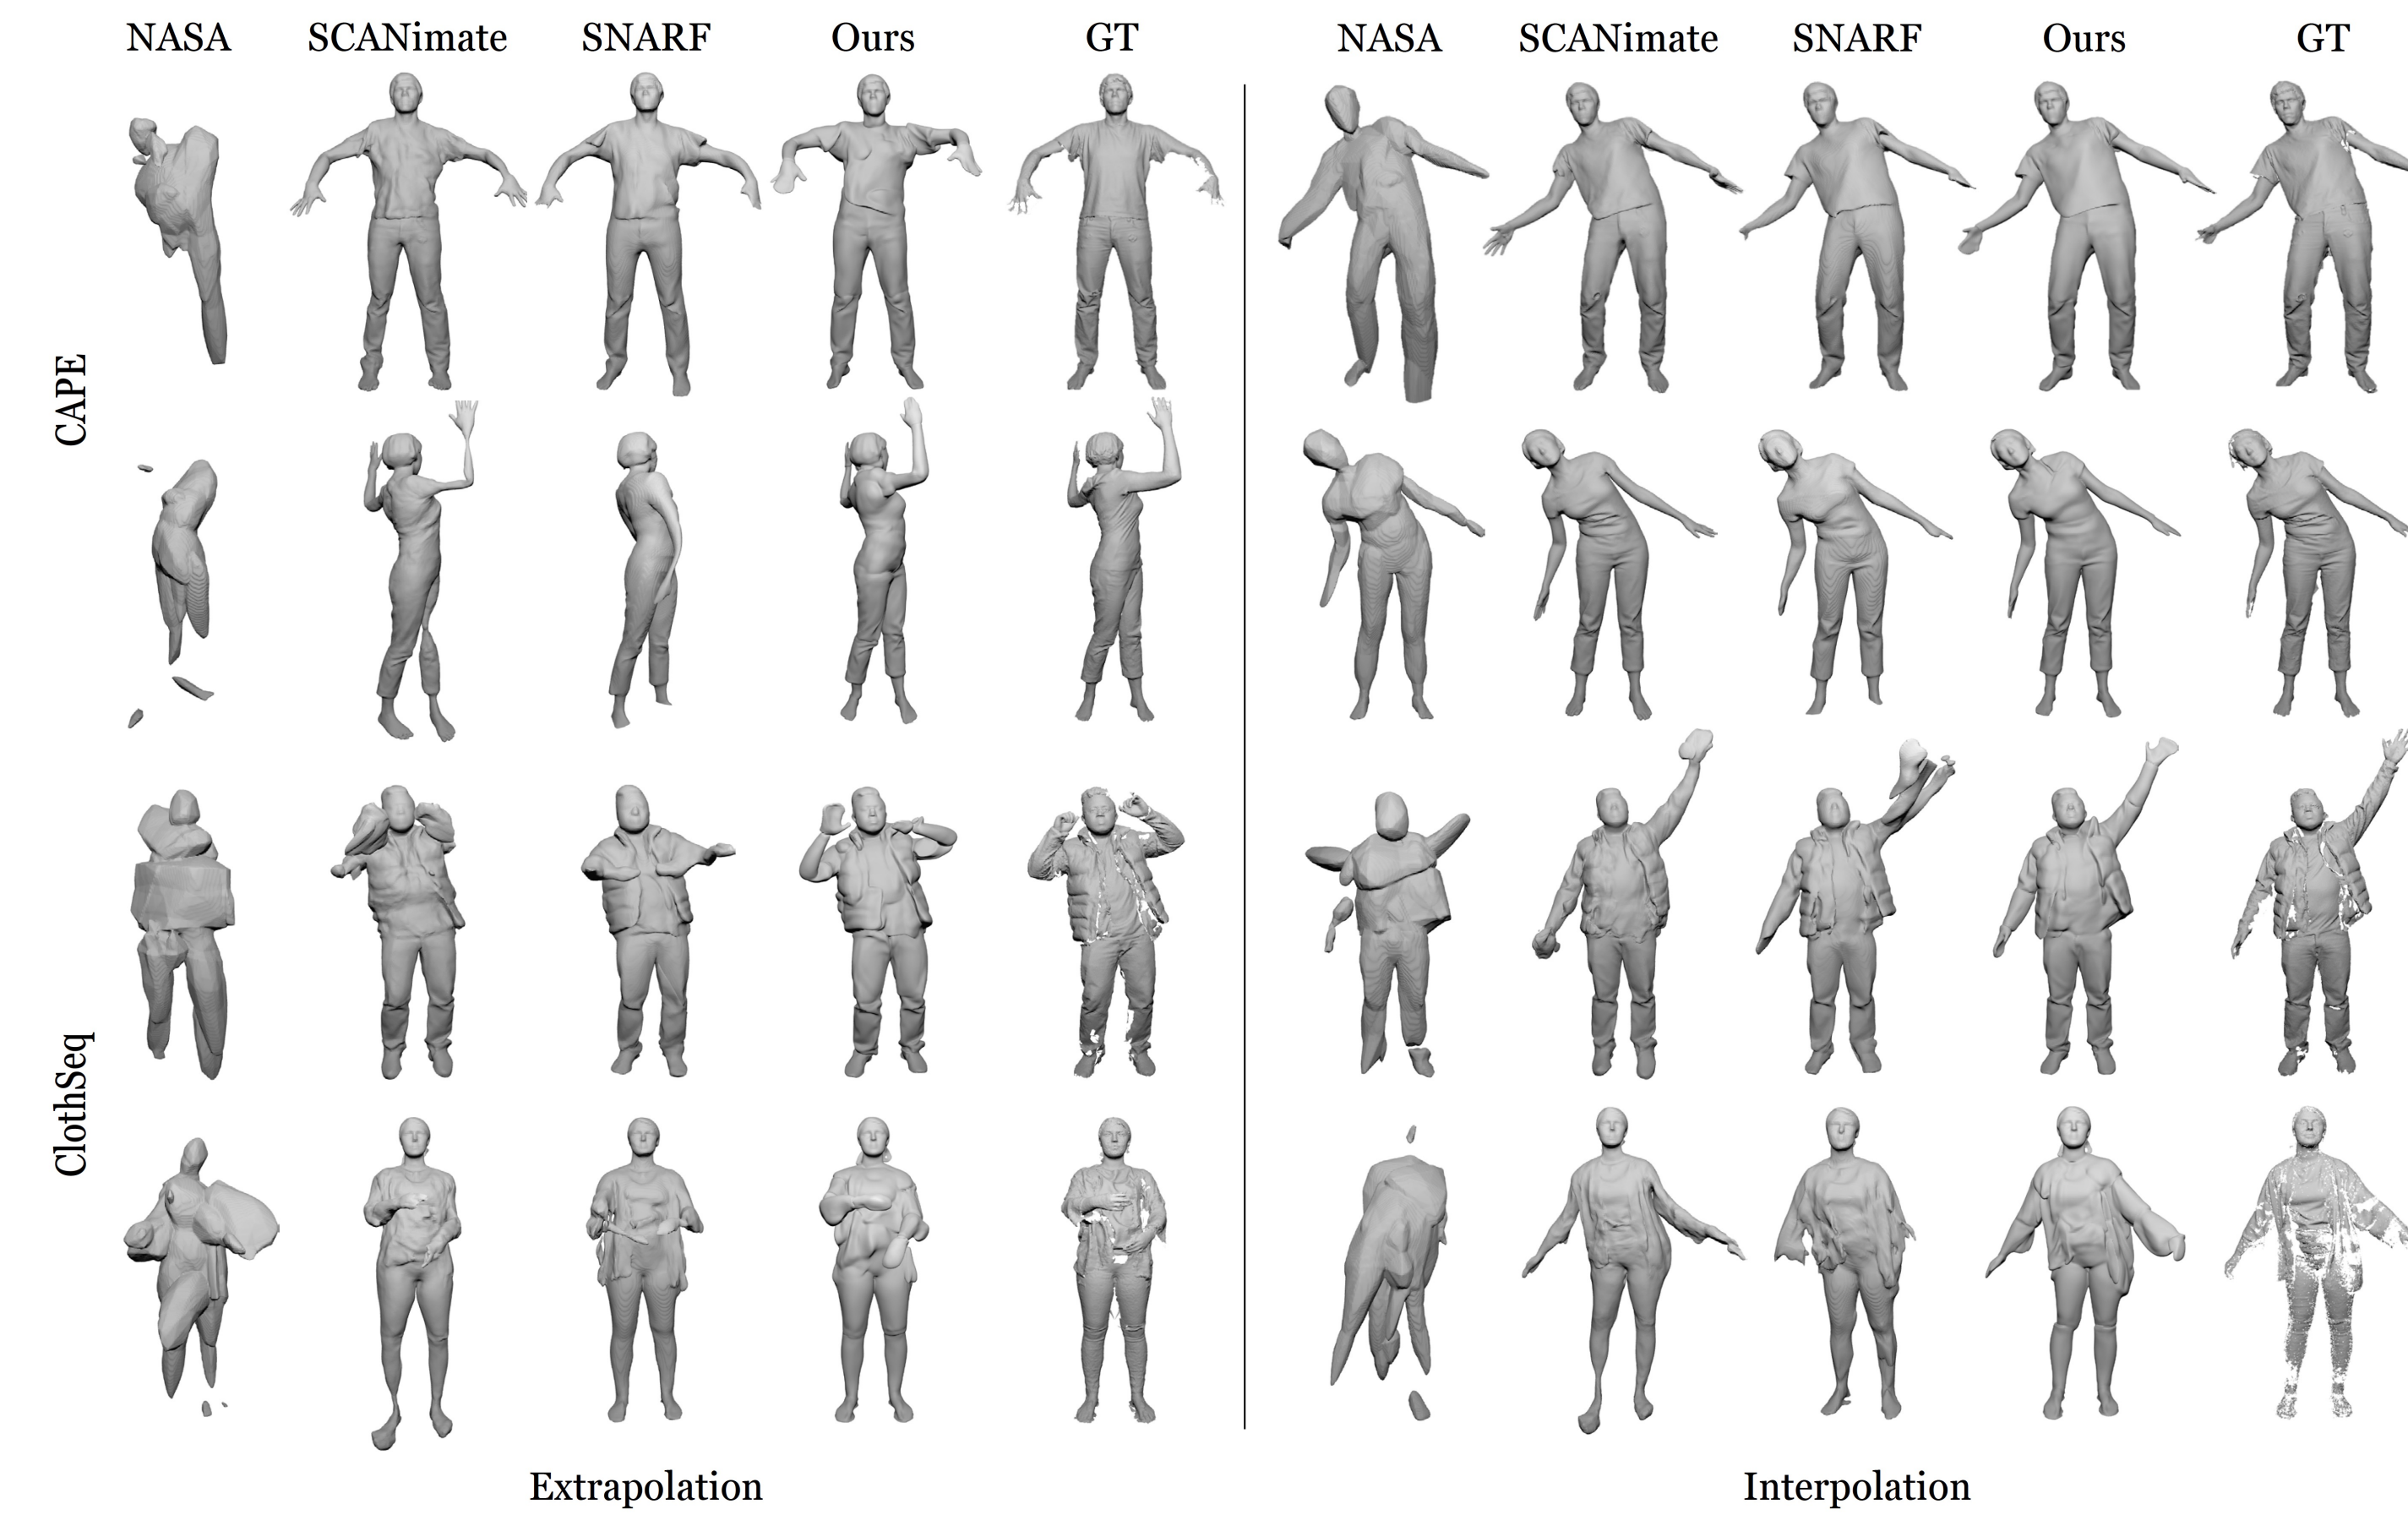 NASA SCANimate SNARF Ours GT NASA SCANimate SNARF Ours GT
CAPE
ClothSeq
Extrapolation Interpolation